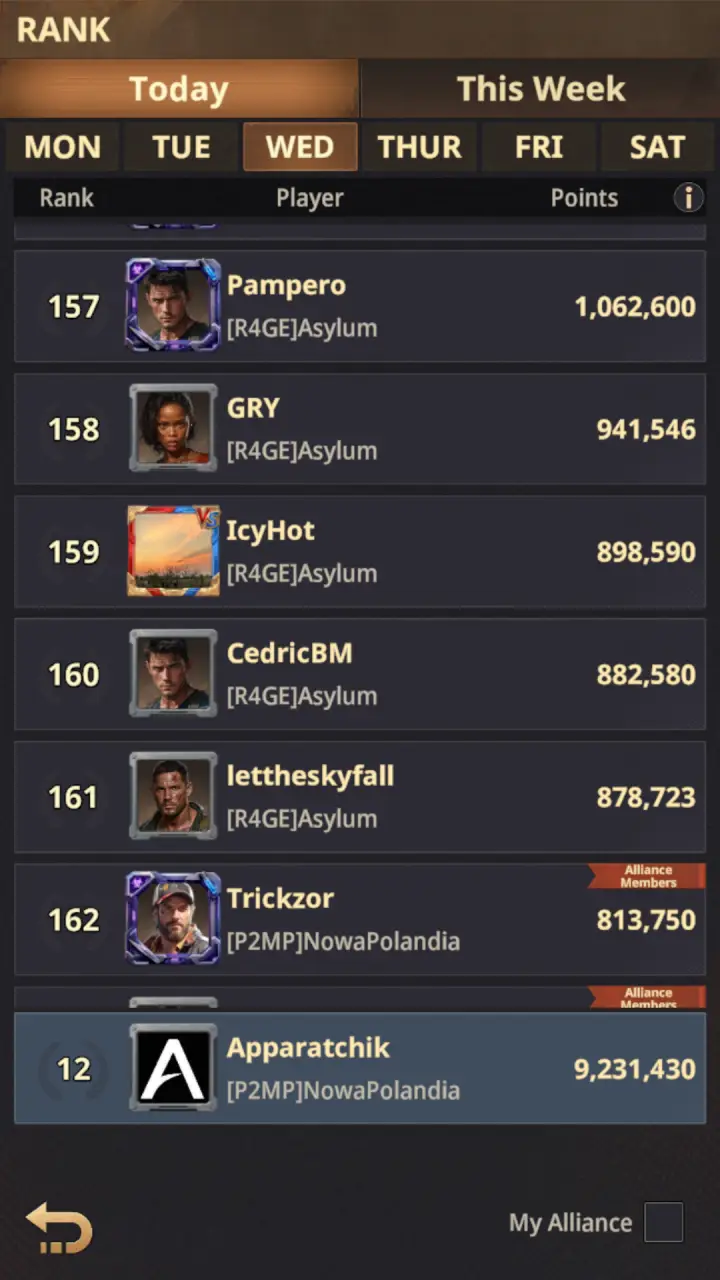 RANK
Today
This Week
MON
TUE
WED
THUR
FRI
SAT
Rank
Player
Points
i
157
Pampero
[R4GE]Asylum
1,062,600
158
GRY
[R4GE]Asylum
941,546
159
VS
IcyHot
[R4GE]Asylum
898,590
160
CedricBM
[R4GE]Asylum
882,580
161
lettheskyfall
[R4GE]Asylum
878,723
Alliance
Members
162
Trickzor
[P2MP]NowaPolandia
813,750
Alliance
Members
12
A
Apparatchik
[P2MP]NowaPolandia
9,231,430
My Alliance